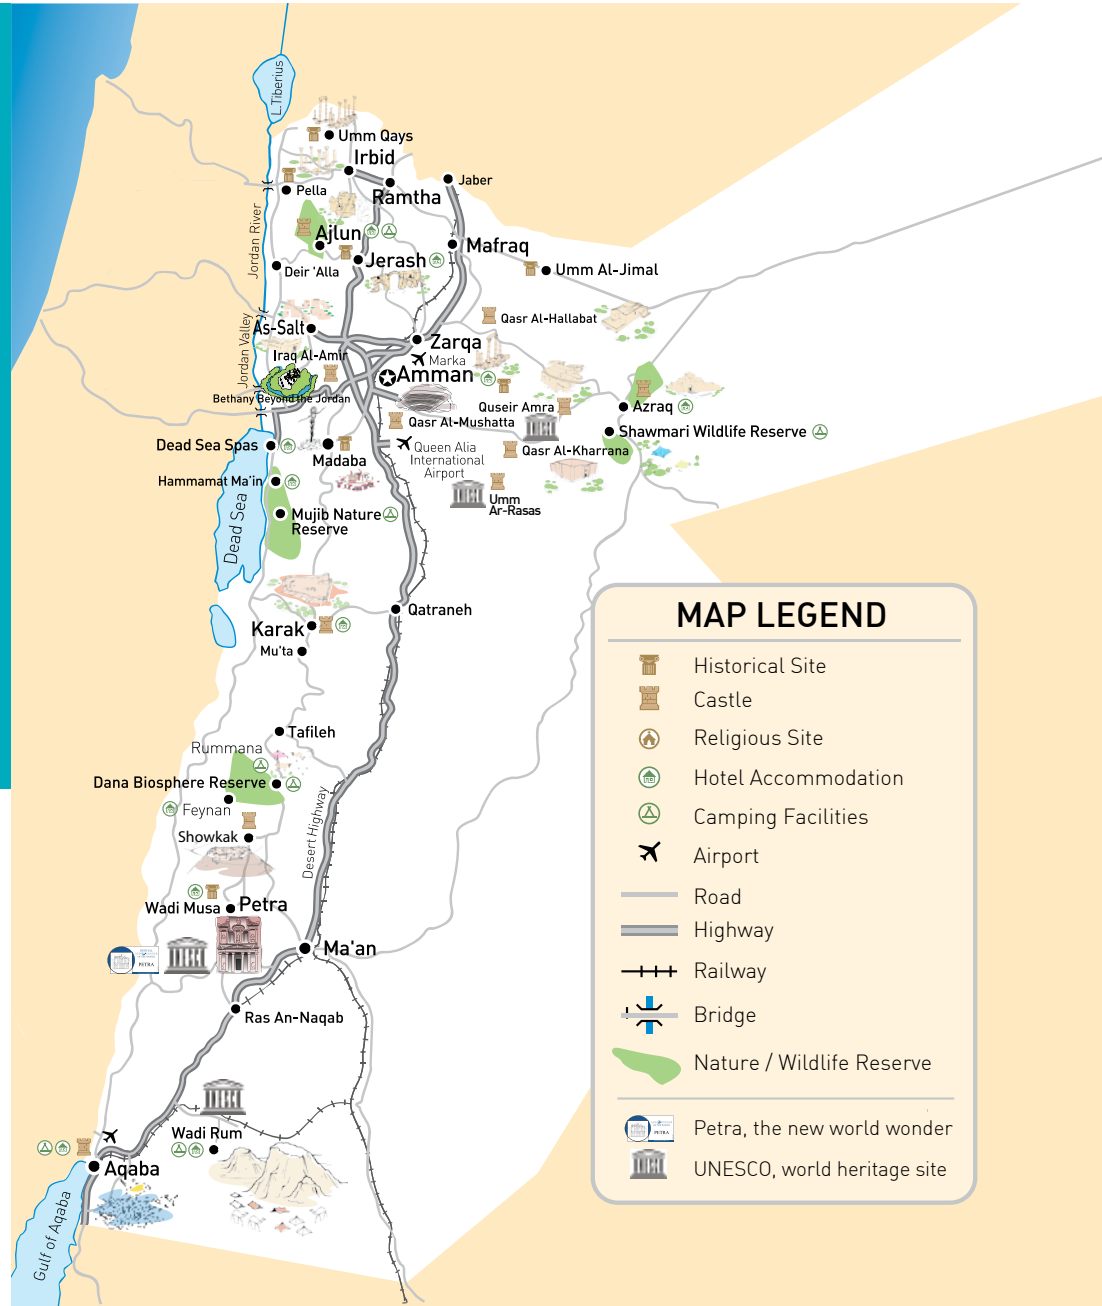 L.Tiberius
Umm Qays
Irbid
Ramtha
Jaber
Pella
Jordan River
Ajlun
Mafraq
Jerash
Deir 'Alla
Umm Al-Jimal
Jordan Valley
As-Salt
Qasr Al-Hallabat
Zarqa
Iraq Al-Amir
Marka
Amman
Bethany Beyond the Jordan
Quseir Amra
Azraq
Qasr Al-Mushatta
Shawmari Wildlife Reserve
Dead Sea Spas
Madaba
Queen Alia
International
Airport
Qasr Al-Kharrana
Hammamat Ma'in
Umm
Ar-Rasas
Dead Sea
Mujib Nature
Reserve
Qatraneh
Karak
Mu'ta
Tafileh
Rummana
Dana Biosphere Reserve
Feynan
Showkak
Desert Highway
Wadi Musa
Petra
Ma'an
PETRA
Ras An-Naqab
Wadi Rum
Aqaba
Gulf of Aqaba
MAP LEGEND
Historical Site
Castle
Religious Site
Hotel Accommodation
Camping Facilities
Airport
Road
Highway
Railway
Bridge
Nature / Wildlife Reserve
PETRA
Petra, the new world wonder
UNESCO, world heritage site